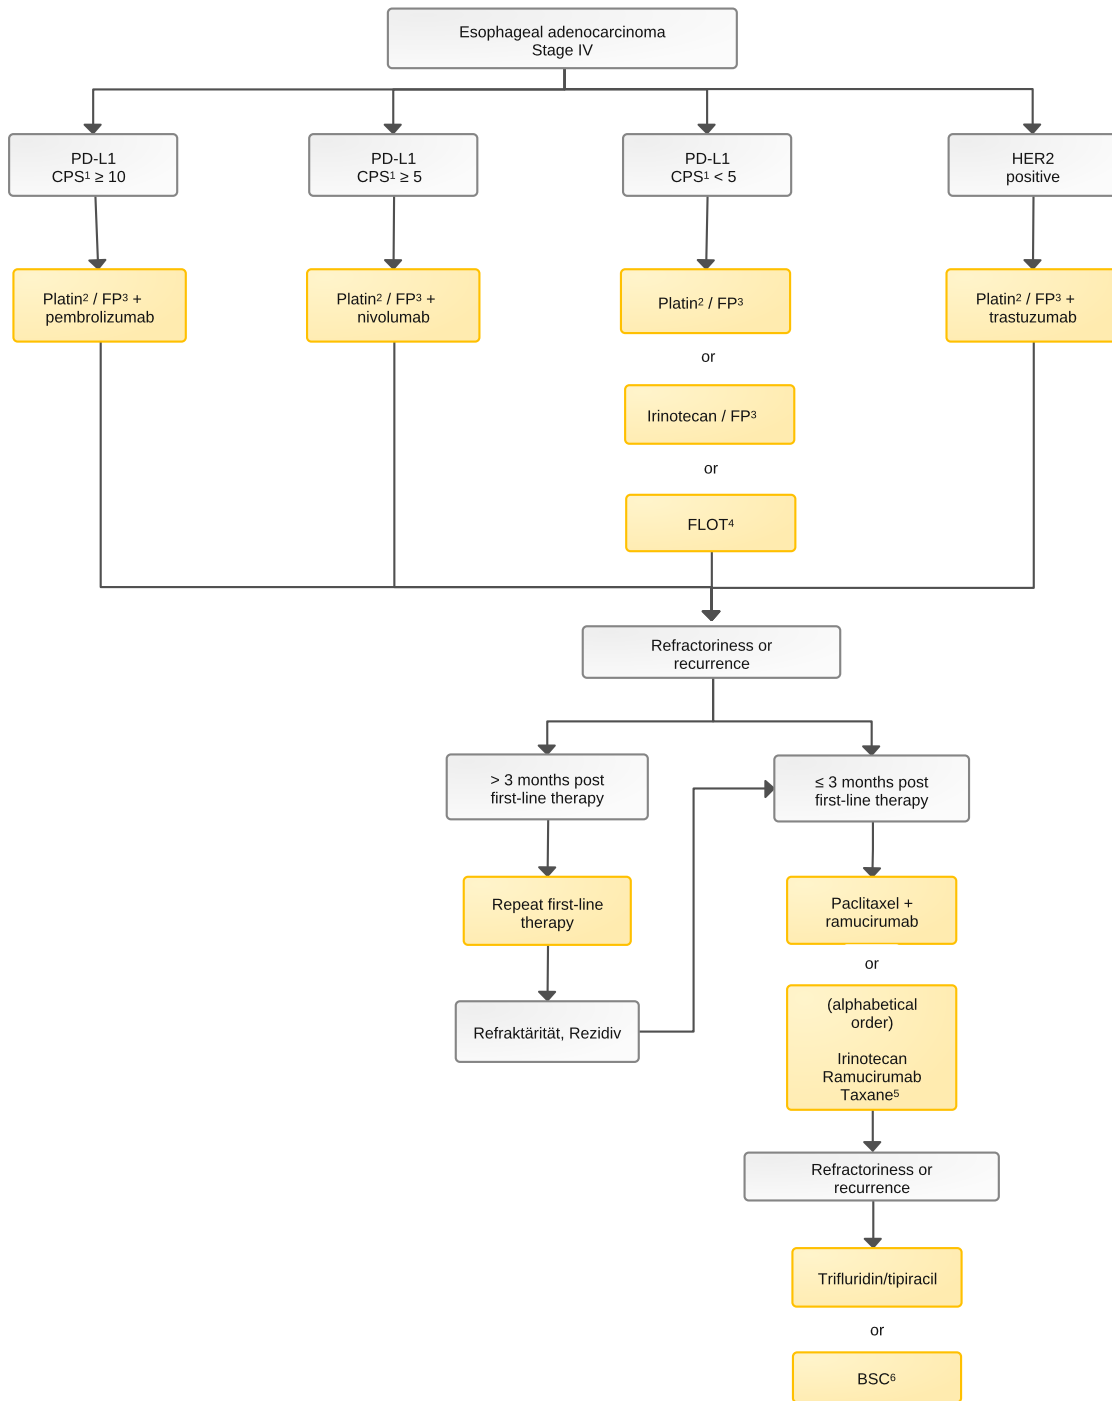 Esophageal adenocarcinoma
Stage IV
PD-L1
CPS¹ ≥ 10
PD-L1
CPS¹ ≥ 5
PD-L1
CPS¹ < 5
HER2
positive
Platin² / FP³ +
pembrolizumab
Platin² / FP³ +
nivolumab
Platin² / FP³
Platin² / FP³ +
trastuzumab
or
Irinotecan / FP³
or
FLOT⁴
Refractoriness or
recurrence
> 3 months post
first-line therapy
≤ 3 months post
first-line therapy
Repeat first-line
therapy
Paclitaxel +
ramucirumab
or
(alphabetical
order)
Irinotecan
Ramucirumab
Taxane⁵
Refraktärität, Rezidiv
Refractoriness or
recurrence
Trifluridin/tipiracil
or
BSC⁶